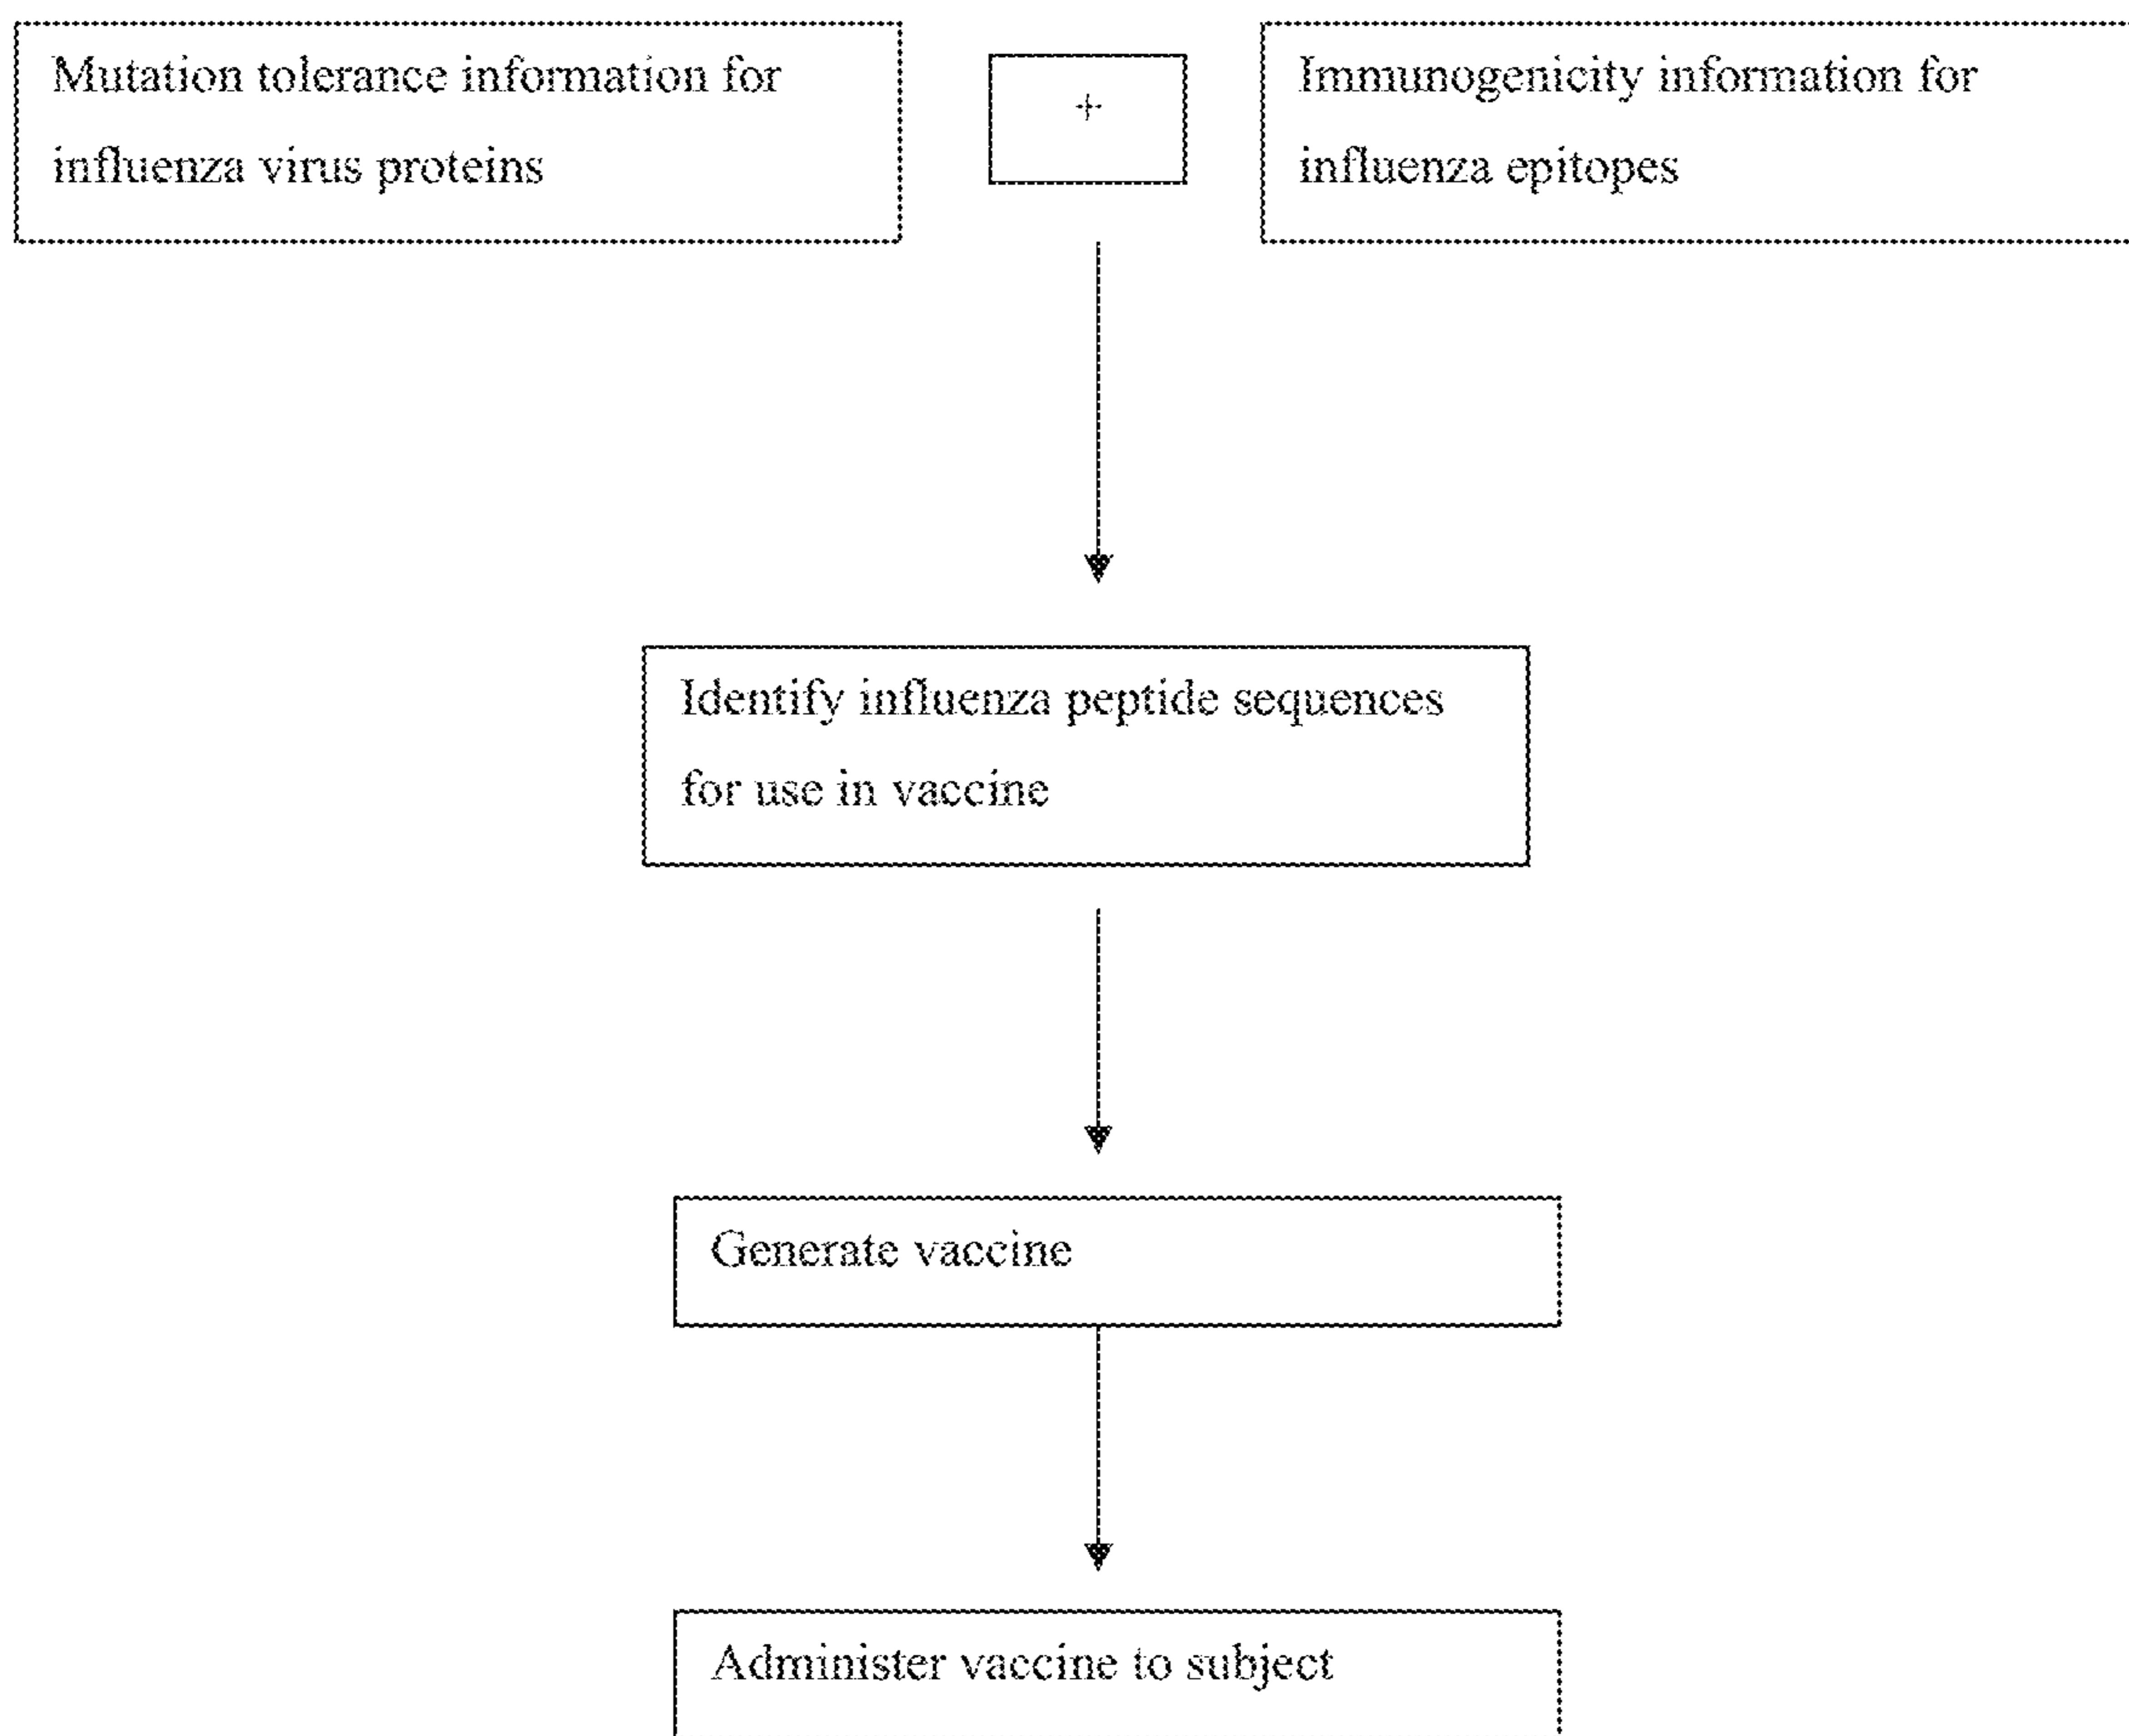 Mutation tolerance information for
influenza virus proteins
+
Immunogenicity information for
influenza epitopes
Identify influenza peptide sequences
for use in vaccine
Generate vaccine
Administer vaccine to subject